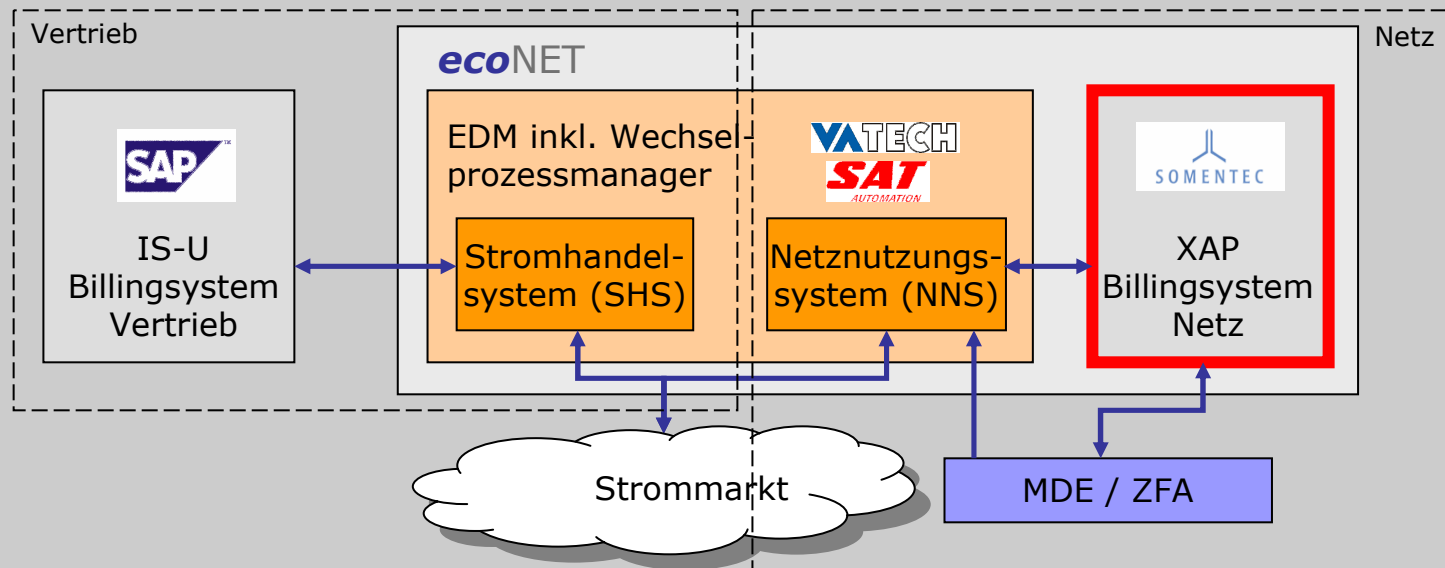 Vertrieb
Netz
ecoNET
SAP
™
IS-U
Billingsystem
Vertrieb
EDM inkl. Wechsel-
prozessmanager
VATECH
SAT
AUTOMATION
Stromhandel-
system (SHS)
Netznutzungs-
system (NNS)
SOMENTEC
XAP
Billingsystem
Netz
Strommarkt
MDE / ZFA